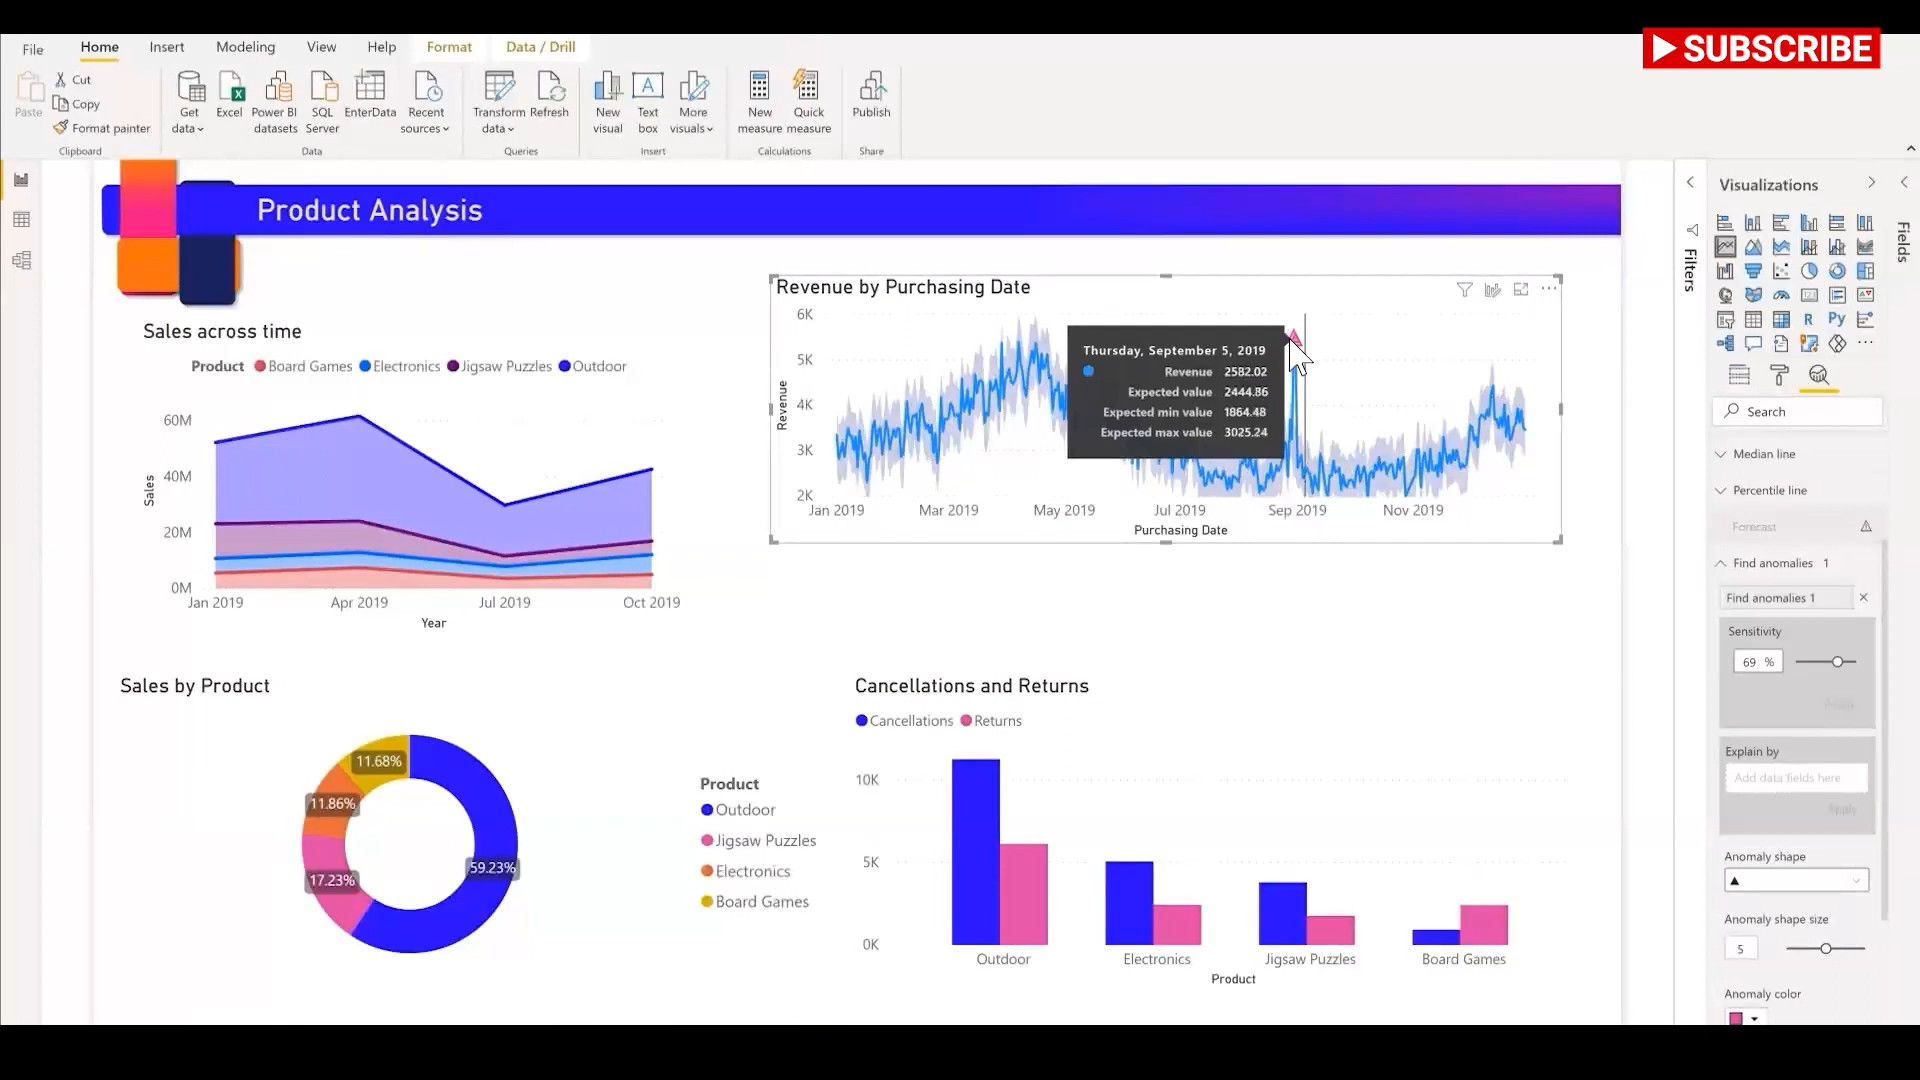 SUBSCRIBE
File Home Insert Modeling View Help Format Data / Drill
Paste
Cut
Copy
Format painter
Clipboard
Get data
Excel
Power BI datasets
SQL Server
EnterData
Recent sources
Data
Transform data
Refresh
Queries
New visual
Text box
More visuals
Insert
New measure
Quick measure
Calculations
Publish
Share
Product Analysis
Sales across time
Product Board Games Electronics Jigsaw Puzzles Outdoor
60M
40M
20M
0M
Sales
Jan 2019 Apr 2019 Jul 2019 Oct 2019
Year
Revenue by Purchasing Date
6K
5K
4K
3K
2K
Revenue
Thursday, September 5, 2019
Revenue 2582.02
Expected value 2444.86
Expected min value 1864.48
Expected max value 3025.24
Jan 2019 Mar 2019 May 2019 Jul 2019 Sep 2019 Nov 2019
Purchasing Date
Sales by Product
11.68%
11.86%
17.23%
59.23%
Product
Outdoor
Jigsaw Puzzles
Electronics
Board Games
Cancellations and Returns
Cancellations Returns
10K
5K
0K
Outdoor Electronics Jigsaw Puzzles Board Games
Product
Filters
Visualizations
R Py
Search
Median line
Percentile line
Forecast
Find anomalies 1
Find anomalies 1
Sensitivity
69 %
Explain by
Add data fields here
Apply
Anomaly shape
Anomaly shape size
5
Anomaly color
Fields